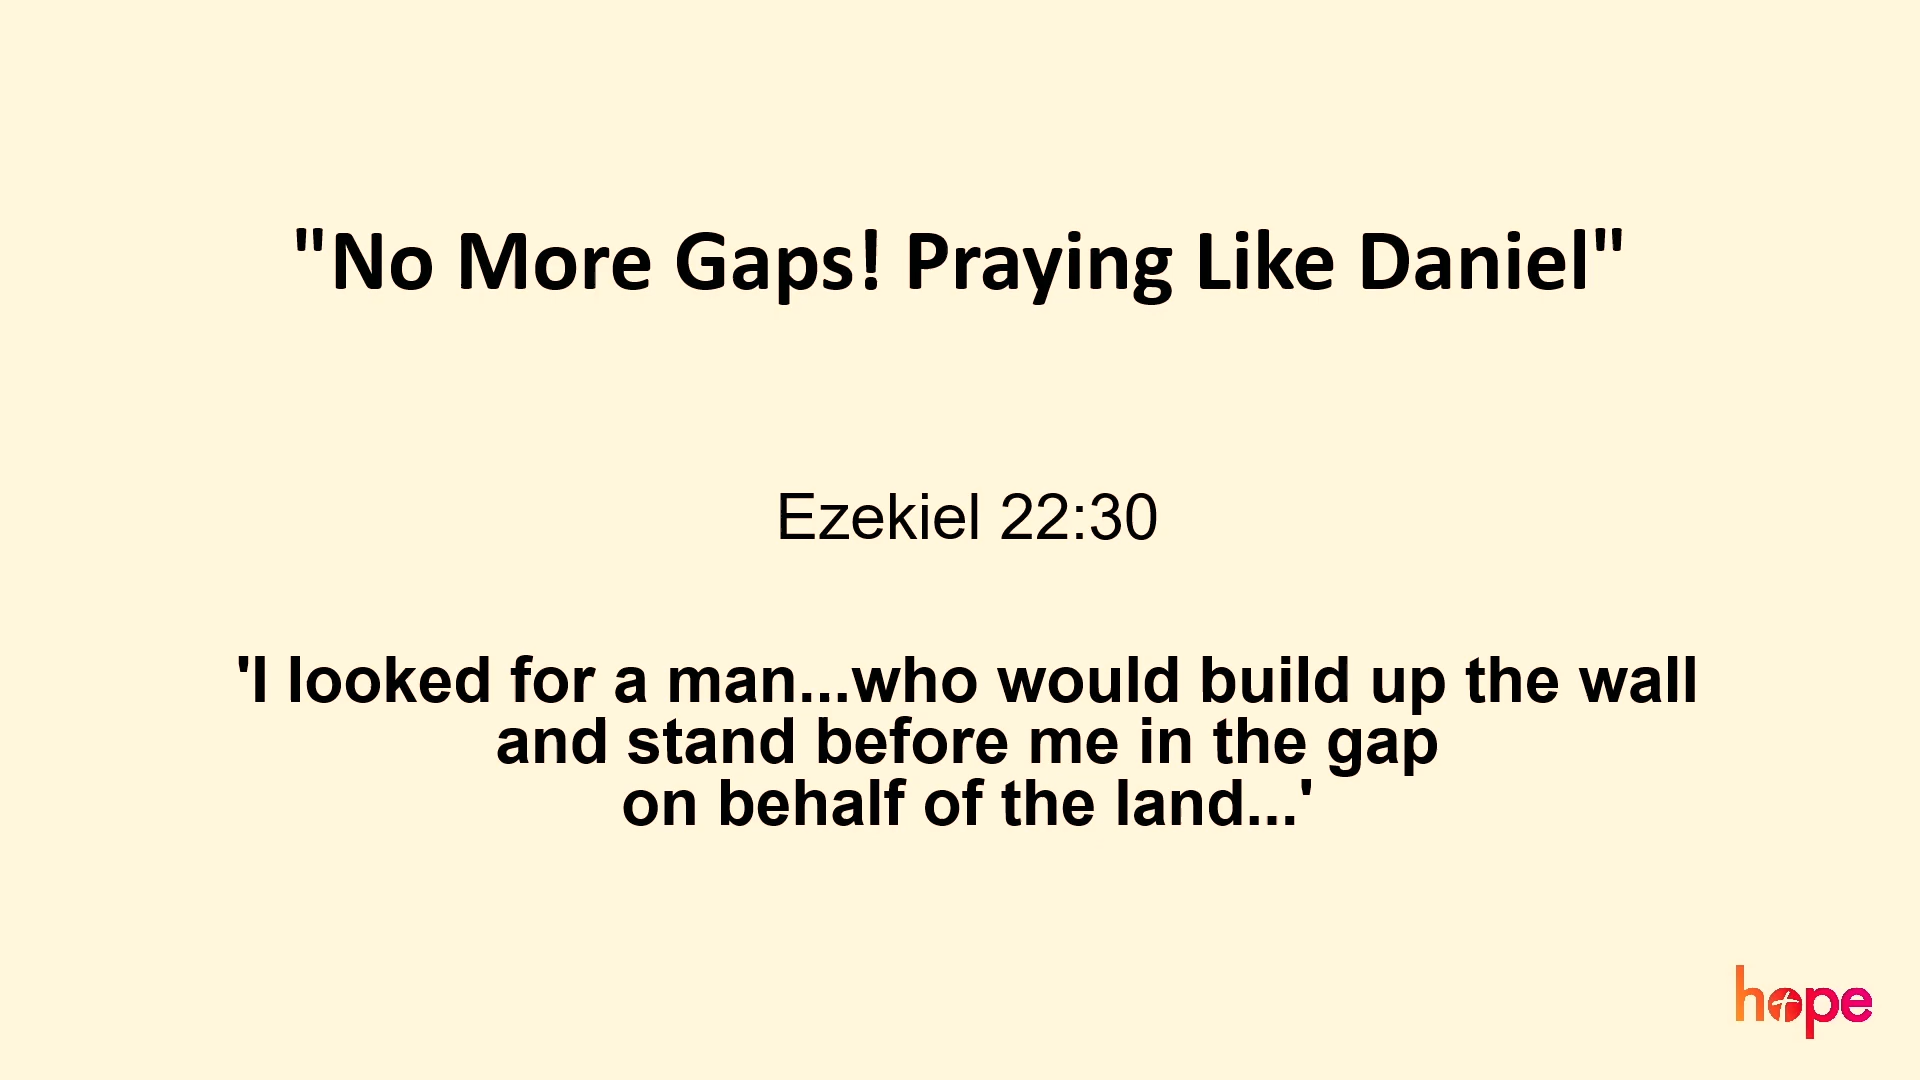 "No More Gaps! Praying Like Daniel"
Ezekiel 22:30
'I looked for a man...who would build up the wall
and stand before me in the gap
on behalf of the land...'
hope